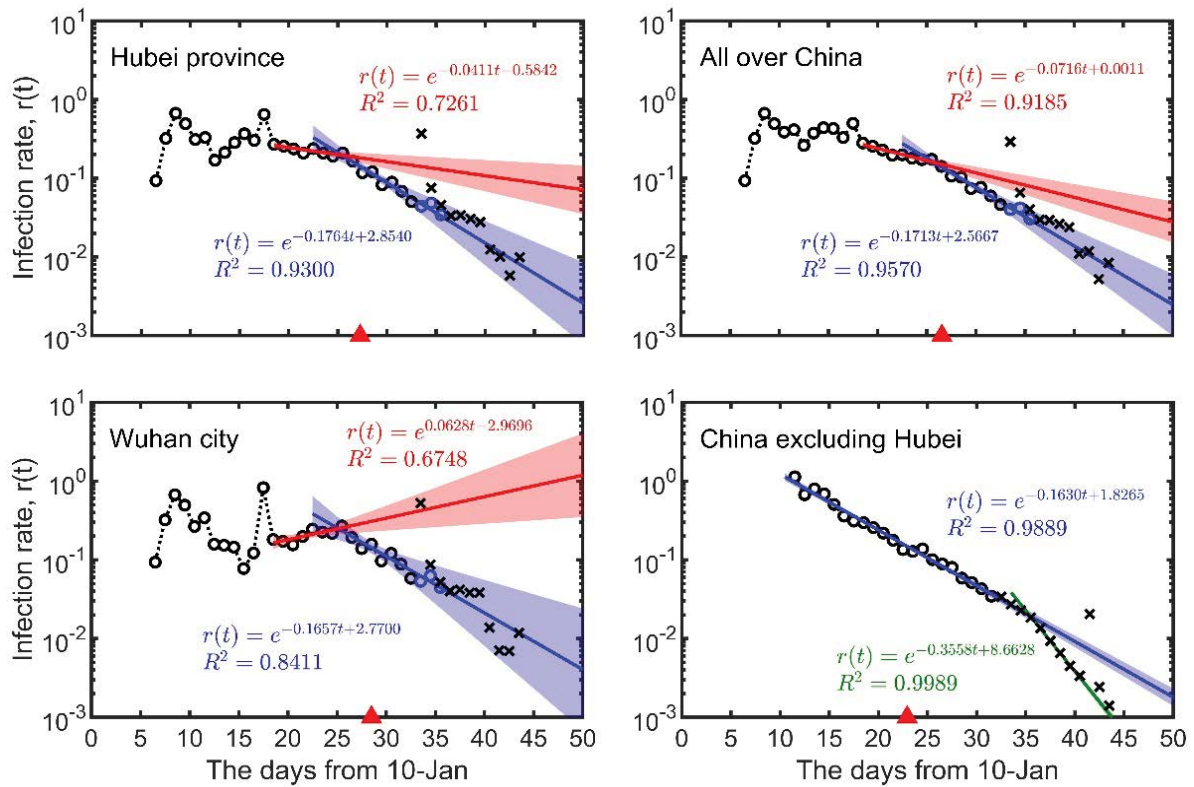 Hubei province
r(t) = e^{-0.0411t-0.5842}
R^2 = 0.7261
r(t) = e^{-0.1764t+2.8540}
R^2 = 0.9300
Infection rate, r(t)
10^1
10^0
10^{-1}
10^{-2}
10^{-3}
0 5 10 15 20 25 30 35 40 45 50
All over China
r(t) = e^{-0.0716t+0.0011}
R^2 = 0.9185
r(t) = e^{-0.1713t+2.5667}
R^2 = 0.9570
10^1
10^0
10^{-1}
10^{-2}
10^{-3}
0 5 10 15 20 25 30 35 40 45 50
Wuhan city
r(t) = e^{0.0628t-2.9696}
R^2 = 0.6748
r(t) = e^{-0.1657t+2.7700}
R^2 = 0.8411
Infection rate, r(t)
10^1
10^0
10^{-1}
10^{-2}
10^{-3}
0 5 10 15 20 25 30 35 40 45 50
The days from 10-Jan
China excluding Hubei
r(t) = e^{-0.1630t+1.8265}
R^2 = 0.9889
r(t) = e^{-0.3558t+8.6628}
R^2 = 0.9989
10^1
10^0
10^{-1}
10^{-2}
10^{-3}
0 5 10 15 20 25 30 35 40 45 50
The days from 10-Jan